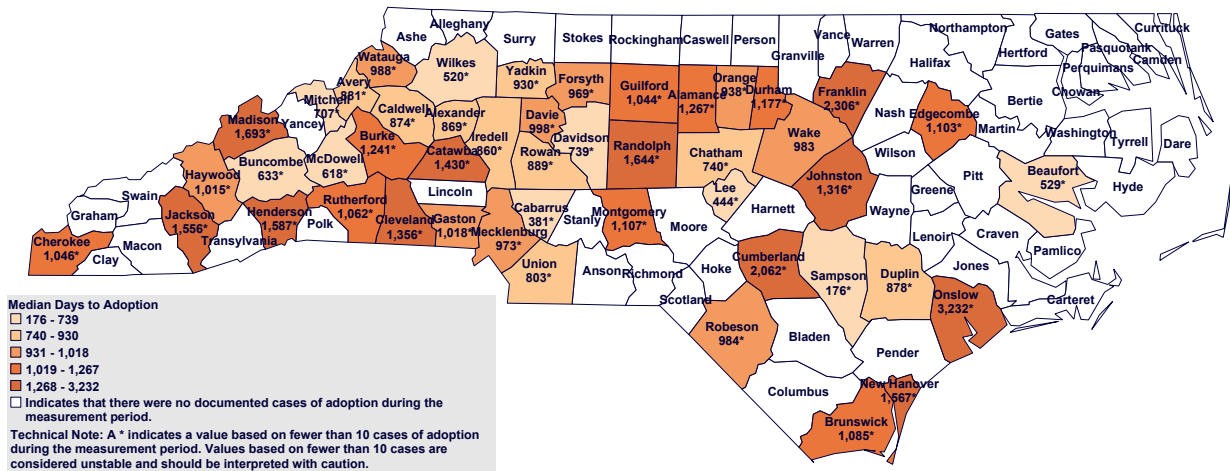 Alleghany
Ashe
Surry
Stokes
Rockingham
Caswell
Person
Granville
Vance
Warren
Northampton
Halifax
Hertford
Gates
Pasquotank
Currituck
Camden
Perquimans
Chowan
Bertie
Watauga
988*
Wilkes
520*
Yadkin
930*
Forsyth
969*
Guilford
1,044*
Alamance
1,267*
Orange
938*
Durham
1,177*
Franklin
2,306*
Nash
Edgecombe
1,103*
Martin
Washington
Tyrrell
Dare
Avery
881*
Mitchell
707*
Yancey
Madison
1,693*
Caldwell
874*
Alexander
869*
Iredell
860*
Davie
998*
Davidson
739*
Randolph
1,644*
Chatham
740*
Wake
983
Wilson
Johnston
1,316*
Greene
Pitt
Beaufort
529*
Hyde
Buncombe
633*
McDowell
618*
Burke
1,241*
Catawba
1,430*
Rowan
889*
Lee
444*
Harnett
Wayne
Lenoir
Craven
Pamlico
Haywood
1,015*
Swain
Graham
Cherokee
1,046*
Clay
Macon
Jackson
1,556*
Transylvania
Henderson
1,587*
Polk
Rutherford
1,062*
Cleveland
1,356*
Lincoln
Gaston
1,018*
Mecklenburg
973*
Cabarrus
381*
Stanly
Montgomery
1,107*
Moore
Union
803*
Anson
Richmond
Scotland
Hoke
Cumberland
2,062*
Sampson
176*
Duplin
878*
Jones
Onslow
3,232*
Carteret
Robeson
984*
Bladen
Pender
Columbus
New Hanover
1,567*
Brunswick
1,085*
Median Days to Adoption
176 - 739
740 - 930
931 - 1,018
1,019 - 1,267
1,268 - 3,232
Indicates that there were no documented cases of adoption during the
measurement period.
Technical Note: A * indicates a value based on fewer than 10 cases of adoption
during the measurement period. Values based on fewer than 10 cases are
considered unstable and should be interpreted with caution.